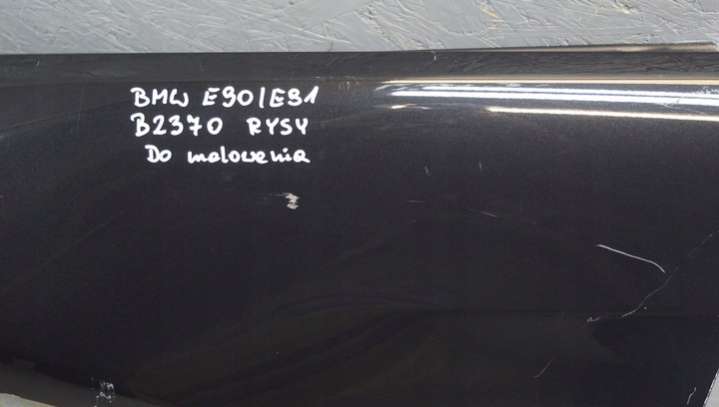 BMW E90/E91
B2370 RYSY
Do malowania